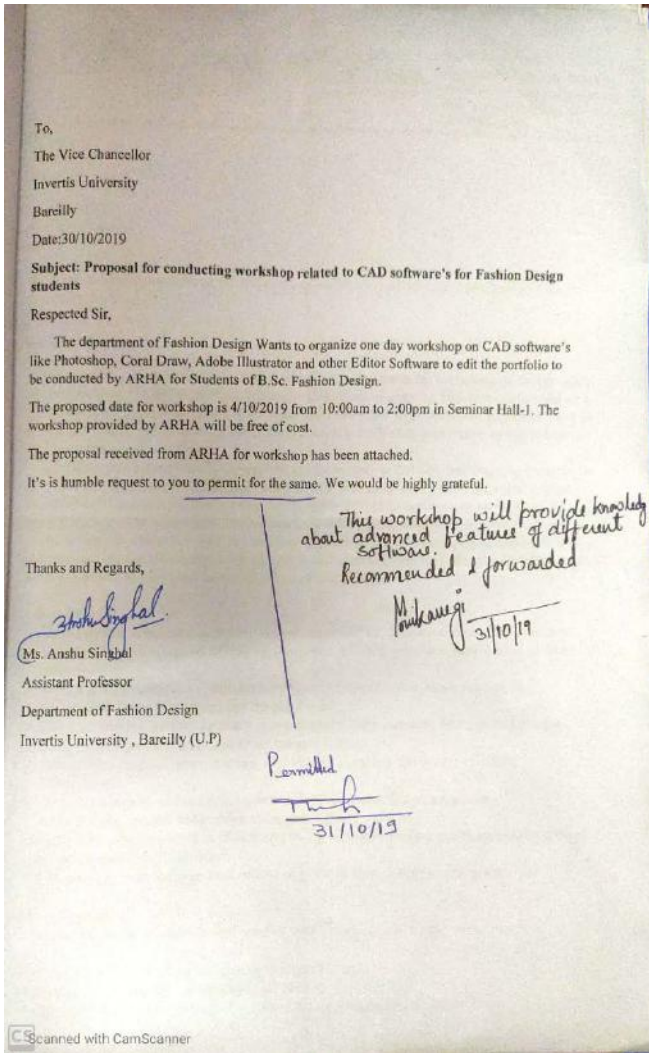 To,
The Vice Chancellor
Invertis University
Bareilly
Date:30/10/2019
Subject: Proposal for conducting workshop related to CAD software's for Fashion Design
students
Respected Sir,
The department of Fashion Design Wants to organize one day workshop on CAD software's
like Photoshop, Coral Draw, Adobe Illustrator and other Editor Software to edit the portfolio to
be conducted by ARHA for Students of B.Sc. Fashion Design.
The proposed date for workshop is 4/10/2019 from 10:00am to 2:00pm in Seminar Hall-1. The
workshop provided by ARHA will be free of cost.
The proposal received from ARHA for workshop has been attached.
It's is humble request to you to permit for the same. We would be highly grateful.
This workshop will provide knowledg
about advanced features of different
software.
Recommended & forwarded
31/10/19
Thanks and Regards,
Anshu Singhal.
Ms. Anshu Singhal
Assistant Professor
Department of Fashion Design
Invertis University , Bareilly (U.P)
Permitted
31/10/19
CS Scanned with CamScanner